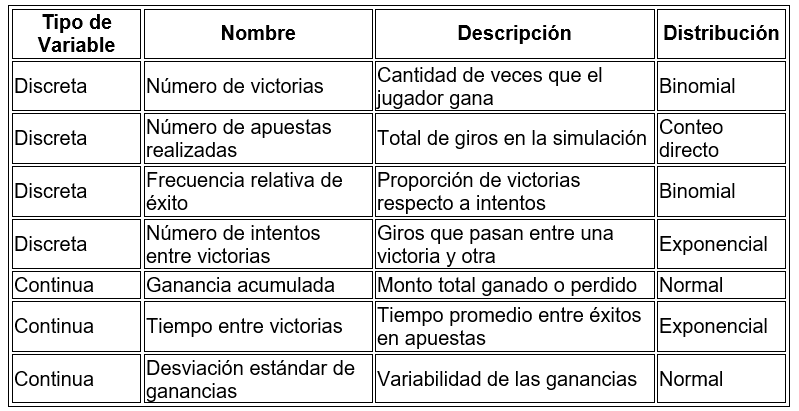 Tipo de Variable Nombre Descripción Distribución
Discreta Número de victorias Cantidad de veces que el jugador gana Binomial
Discreta Número de apuestas realizadas Total de giros en la simulación Conteo directo
Discreta Frecuencia relativa de éxito Proporción de victorias respecto a intentos Binomial
Discreta Número de intentos entre victorias Giros que pasan entre una victoria y otra Exponencial
Continua Ganancia acumulada Monto total ganado o perdido Normal
Continua Tiempo entre victorias Tiempo promedio entre éxitos en apuestas Exponencial
Continua Desviación estándar de ganancias Variabilidad de las ganancias Normal